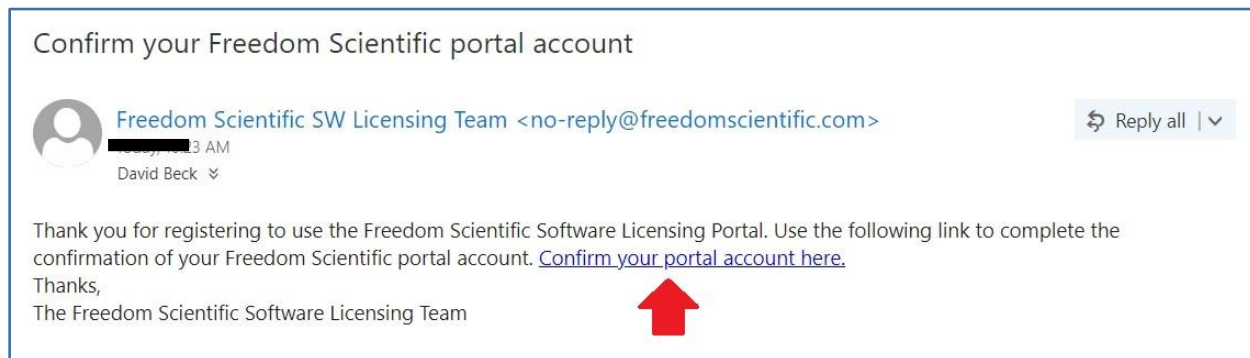 Confirm your Freedom Scientific portal account
Freedom Scientific SW Licensing Team <no-reply@freedomscientific.com>
Reply all
AM
David Beck
Thank you for registering to use the Freedom Scientific Software Licensing Portal. Use the following link to complete the
confirmation of your Freedom Scientific portal account. Confirm your portal account here.
Thanks,
The Freedom Scientific Software Licensing Team